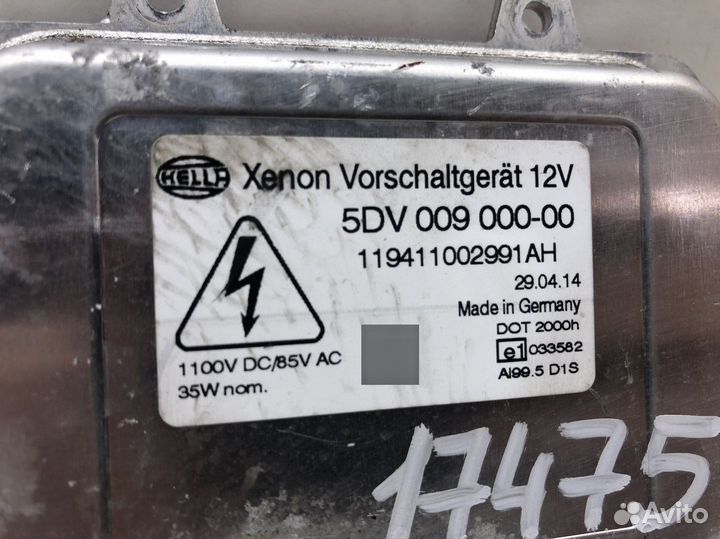 HELLA Xenon Vorschaltgerät 12V
5DV 009 000-00
119411002991AH
29.04.14
Made in Germany
DOT 2000h
e1 033582
Al99.5 D1S
1100V DC/85V AC
35W nom.
17475
Avito